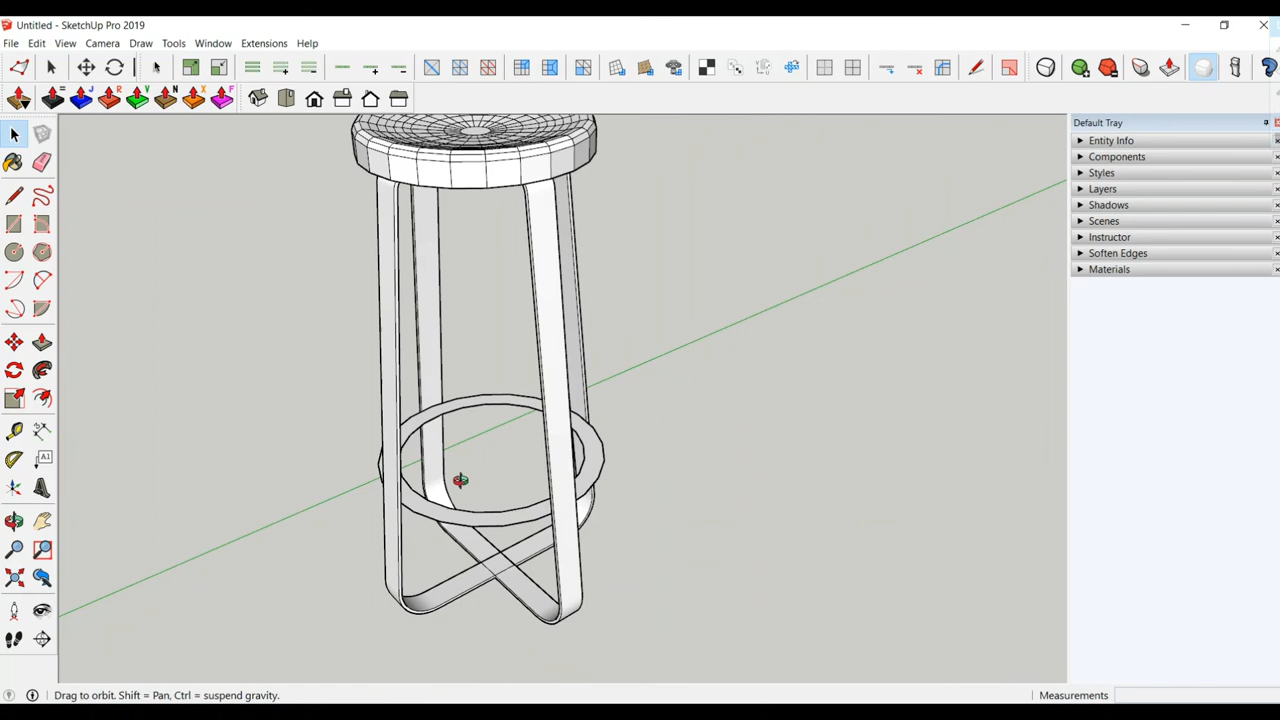 Untitled - SketchUp Pro 2019
File Edit View Camera Draw Tools Window Extensions Help
= J R V N X F
Default Tray
Entity Info
Components
Styles
Layers
Shadows
Scenes
Instructor
Soften Edges
Materials
A1
Drag to orbit. Shift = Pan, Ctrl = suspend gravity.
Measurements